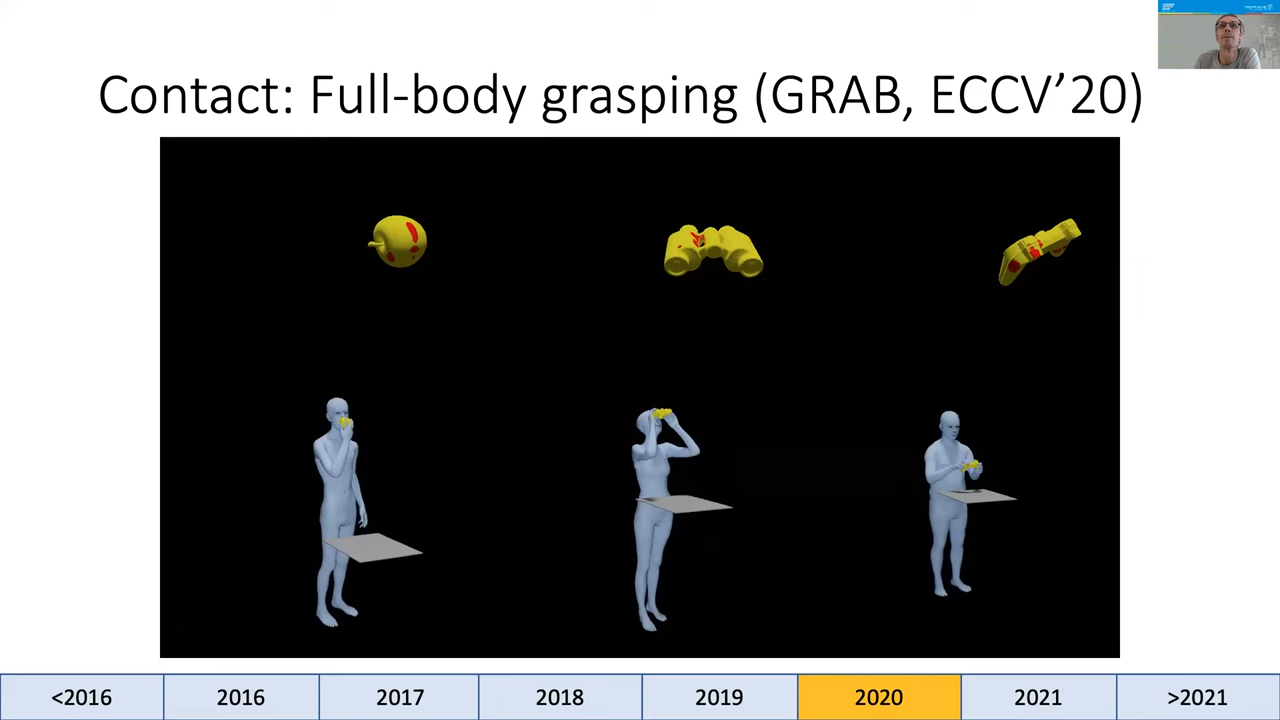 Contact: Full-body grasping (GRAB, ECCV’20)
<2016 2016 2017 2018 2019 2020 2021 >2021